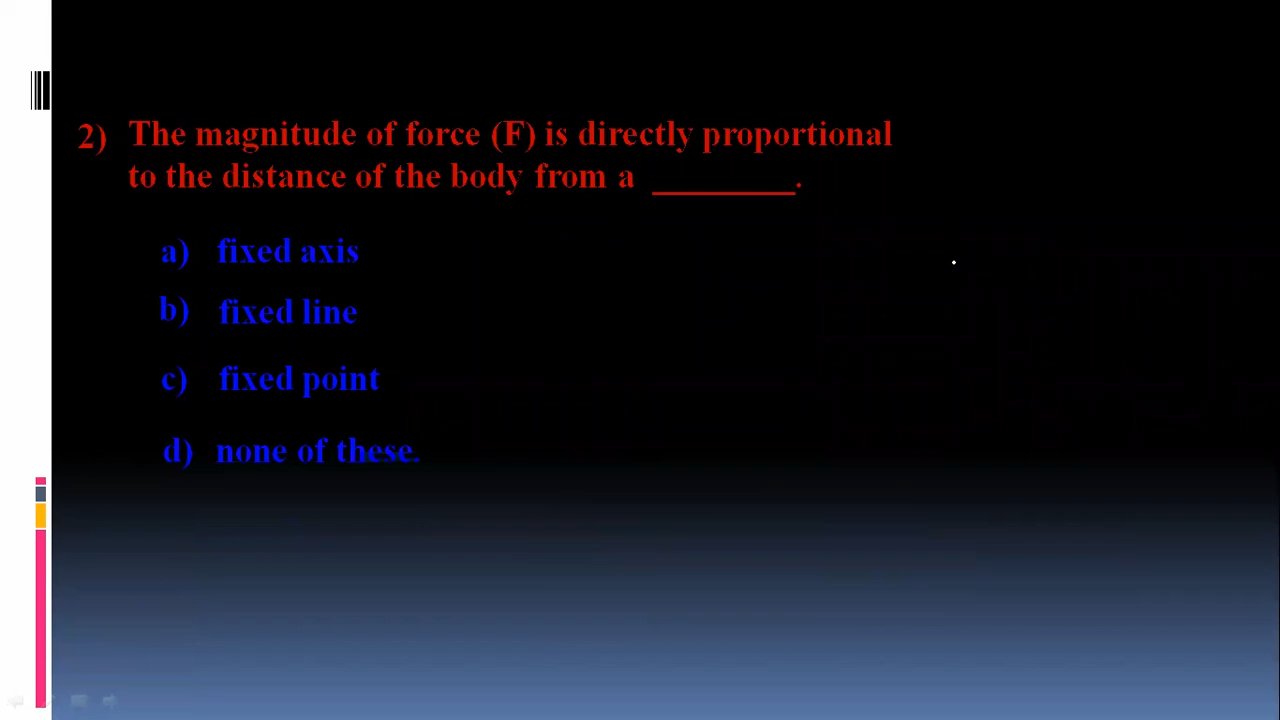 2) The magnitude of force (F) is directly proportional
to the distance of the body from a ________.
a) fixed axis
b) fixed line
c) fixed point
d) none of these.